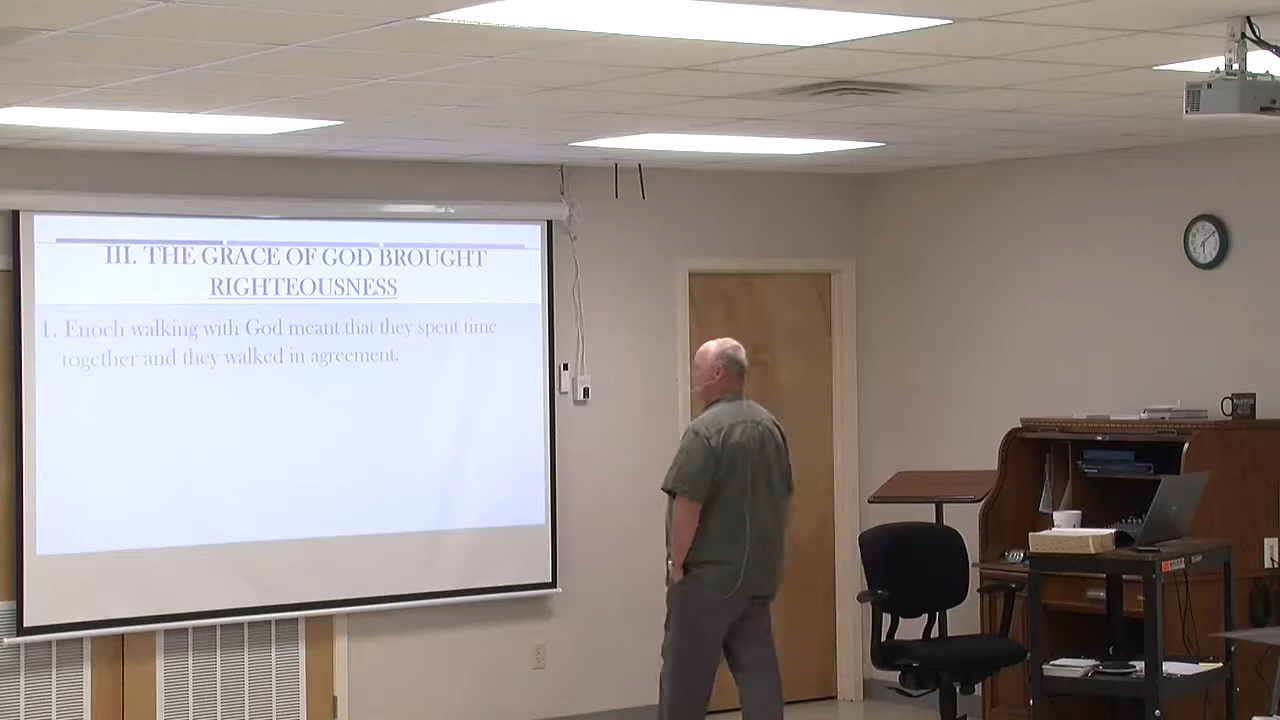 III. THE GRACE OF GOD BROUGHT
RIGHTEOUSNESS
1. Enoch walking with God meant that they spent time
together and they walked in agreement.